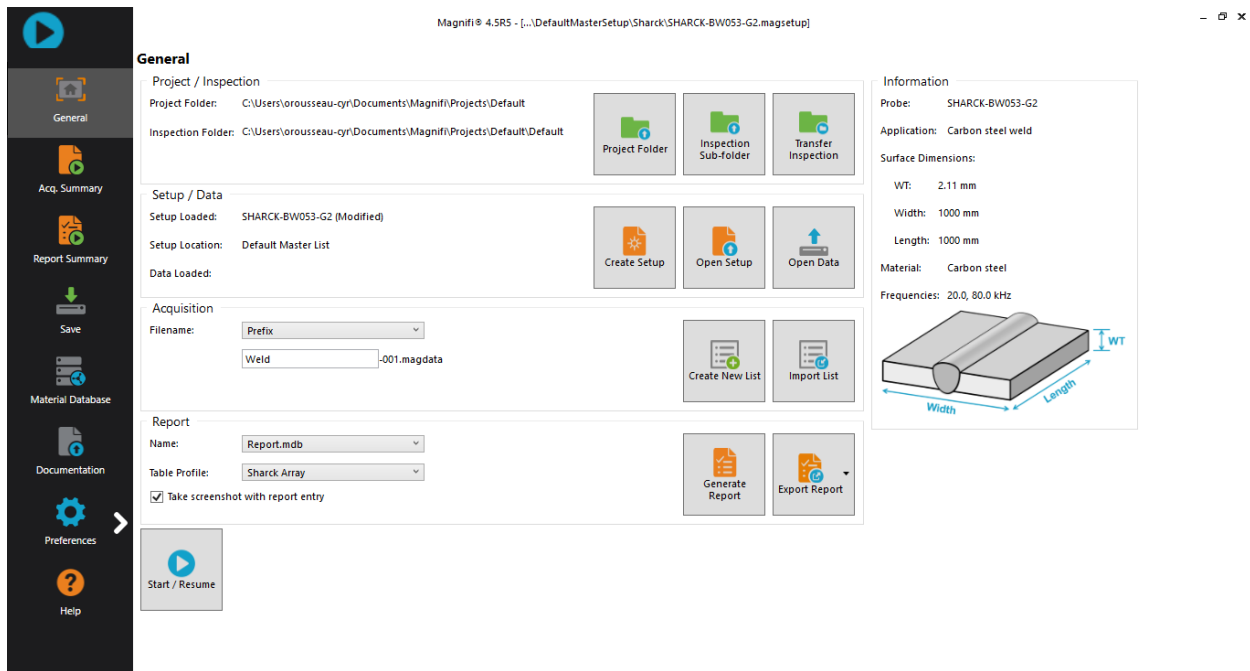 Magnifi® 4.5R5 - [...\DefaultMasterSetup\Sharck\SHARCK-BW053-G2.magsetup]
General
Acq. Summary
Report Summary
Save
Material Database
Documentation
Preferences
Help
General
Project / Inspection
Project Folder: C:\Users\orousseau-cyr\Documents\Magnifi\Projects\Default
Inspection Folder: C:\Users\orousseau-cyr\Documents\Magnifi\Projects\Default\Default
Project Folder
Inspection
Sub-folder
Transfer
Inspection
Setup / Data
Setup Loaded: SHARCK-BW053-G2 (Modified)
Setup Location: Default Master List
Data Loaded:
Create Setup
Open Setup
Open Data
Acquisition
Filename: Prefix
Weld -001.magdata
Create New List
Import List
Report
Name: Report.mdb
Table Profile: Sharck Array
Take screenshot with report entry
Generate
Report
Export Report
Start / Resume
Information
Probe: SHARCK-BW053-G2
Application: Carbon steel weld
Surface Dimensions:
WT: 2.11 mm
Width: 1000 mm
Length: 1000 mm
Material: Carbon steel
Frequencies: 20.0, 80.0 kHz
WT
Width
Length